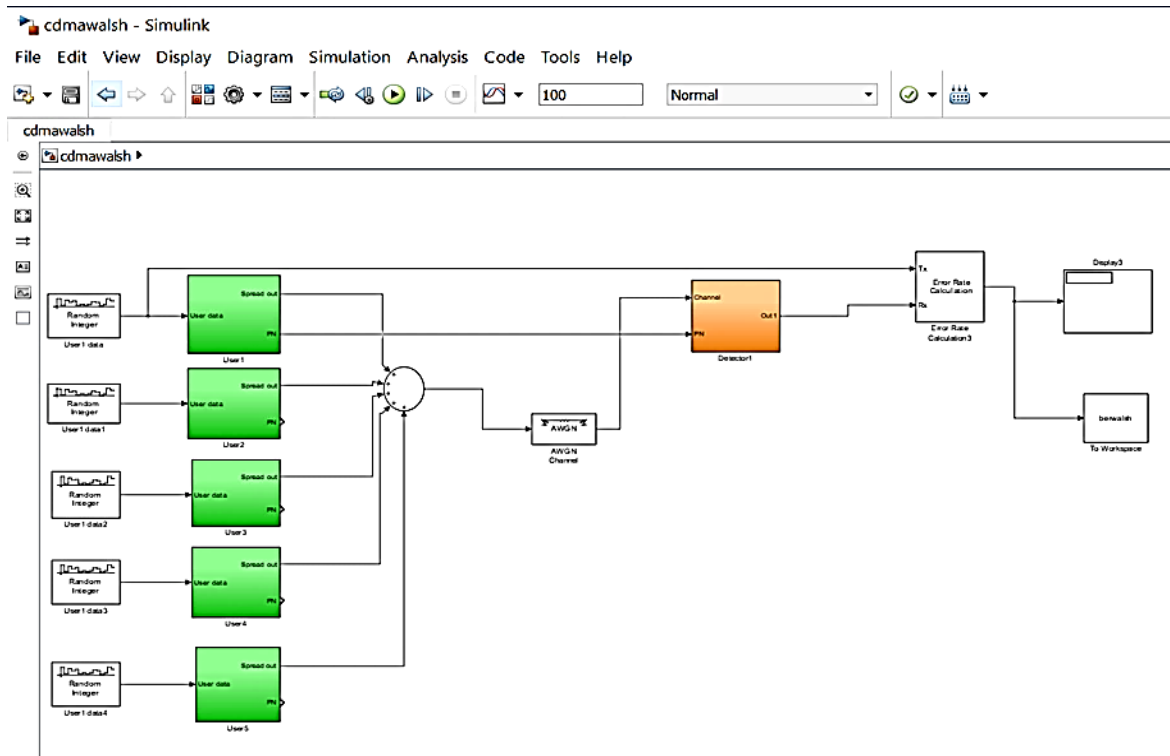 cdmawalsh - Simulink
File Edit View Display Diagram Simulation Analysis Code Tools Help
100
Normal
cdmawalsh
cdmawalsh
Random
Integer
User1 data
User data
Spread out
PN
User1
Random
Integer
User1 data1
User data
Spread out
PN
User2
Random
Integer
User1 data2
User data
Spread out
PN
User3
Random
Integer
User1 data3
User data
Spread out
PN
User4
Random
Integer
User1 data4
User data
Spread out
PN
User5
AWGN
AWGN
Channel
Channel
PN
Out1
Detector1
Tx
Rx
Error Rate
Calculation
Error Rate
Calculation3
Display3
berwalsh
To Workspace